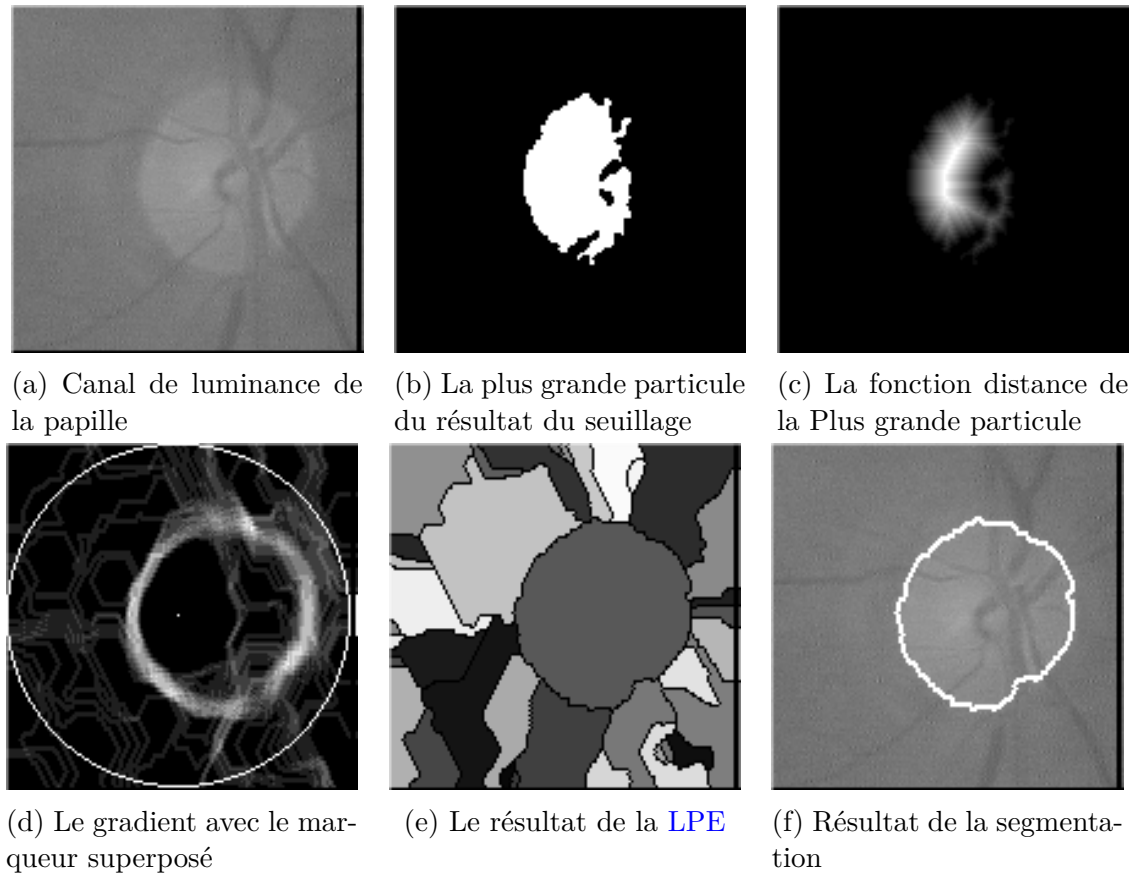 (a) Canal de luminance de
la papille
(b) La plus grande particule
du résultat du seuillage
(c) La fonction distance de
la Plus grande particule
(d) Le gradient avec le mar-
queur superposé
(e) Le résultat de la LPE
(f) Résultat de la segmenta-
tion